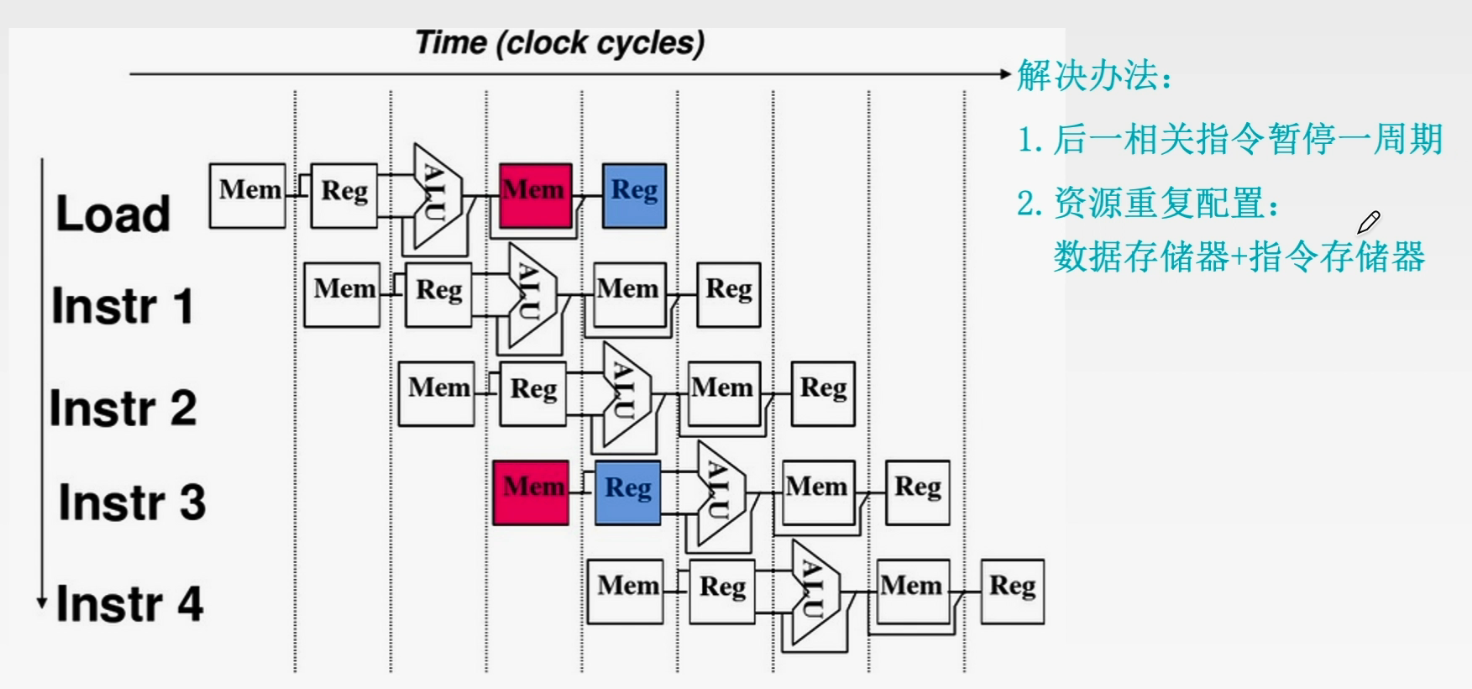 Time (clock cycles)
解决办法：
1. 后一相关指令暂停一周期
2. 资源重复配置：
数据存储器+指令存储器
Load Mem Reg ALU Mem Reg
Instr 1 Mem Reg ALU Mem Reg
Instr 2 Mem Reg ALU Mem Reg
Instr 3 Mem Reg ALU Mem Reg
Instr 4 Mem Reg ALU Mem Reg